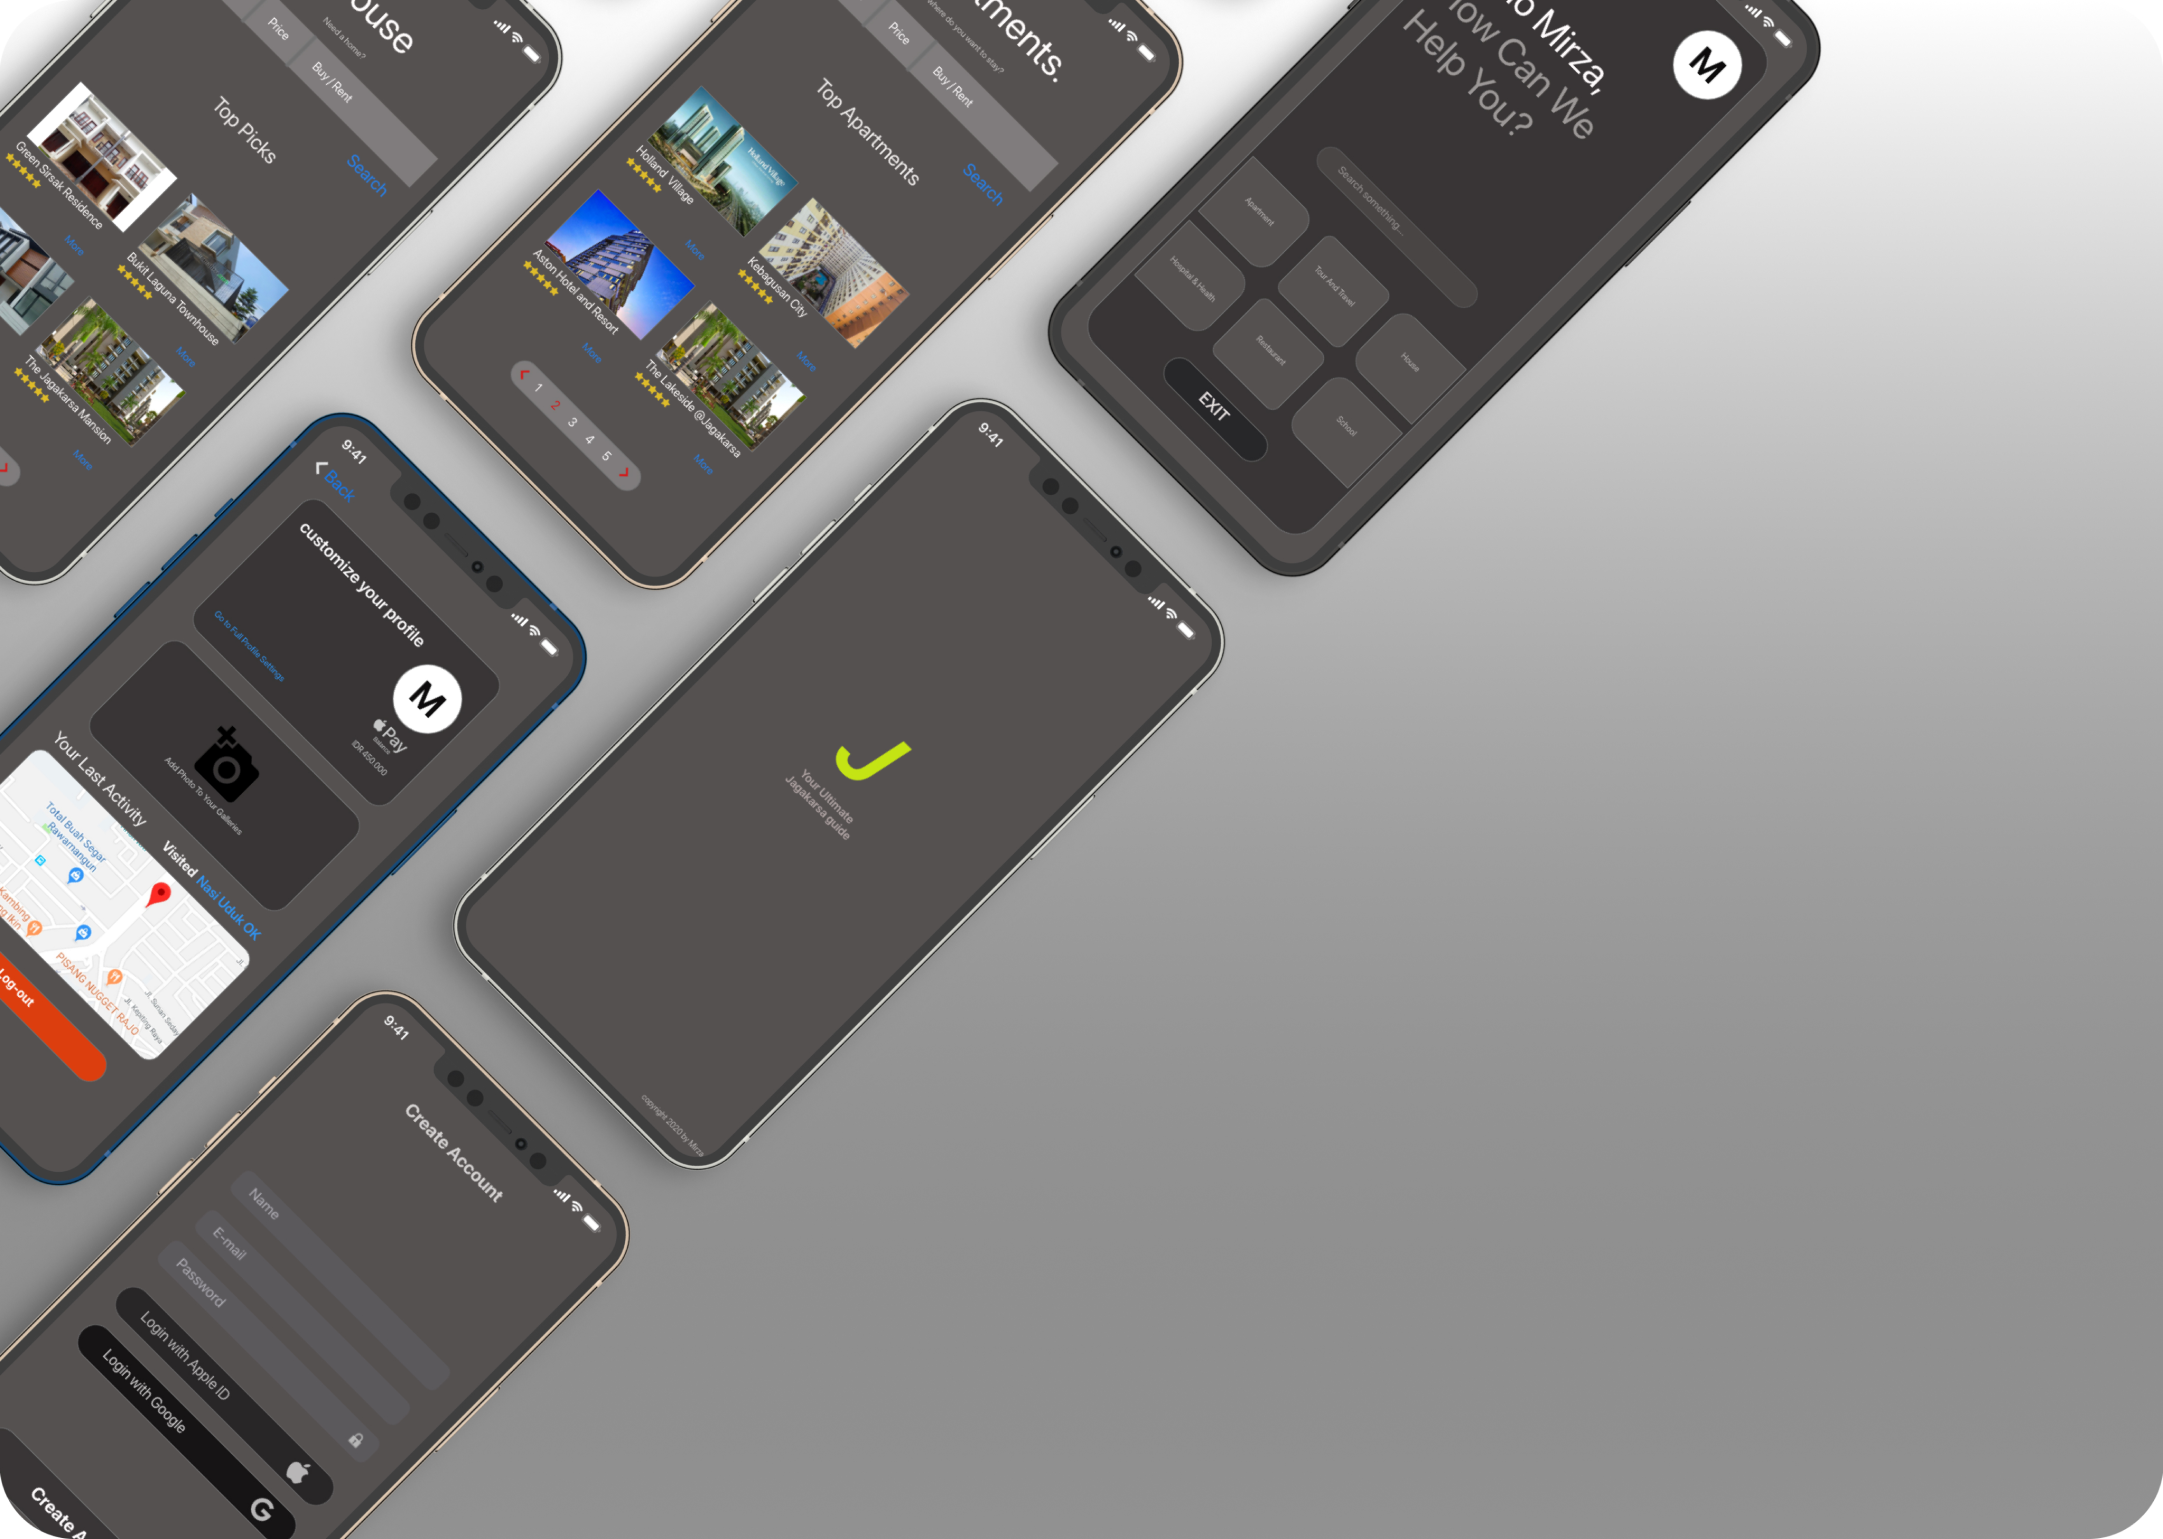 Need a home?
Price
Buy / Rent
Top Picks
Search
Green Sirsak Residence
More
Bukit Laguna Townhouse
More
The Jagakarsa Mansion
More
where do you want to stay?
Price
Buy / Rent
Top Apartments
Search
Holland Village
Holland Village
More
Kebagusan City
More
Aston Hotel and Resort
More
The Lakeside @Jagakarsa
More
1 2 3 4 5
Mirza,
How Can We
Help You?
M
Search something...
Apartment
Tour And Travel
House
Hospital & Health
Restaurant
School
EXIT
9:41
Back
customize your profile
Go to Full Profile Settings
M
Pay
Balance
IDR 450.000
Add Photo To Your Galleries
Your Last Activity
Visited Nasi Uduk OK
Total Buah Segar
Rawamangun
Kambing
PISANG NUGGET RAJO
Jl. Kepiting Raya
Log-out
9:41
J
Your Ultimate
Jagakarsa guide
copyright 2020 by Mirza
9:41
Create Account
Name
E-mail
Password
Login with Apple ID
Login with Google
G
Create A